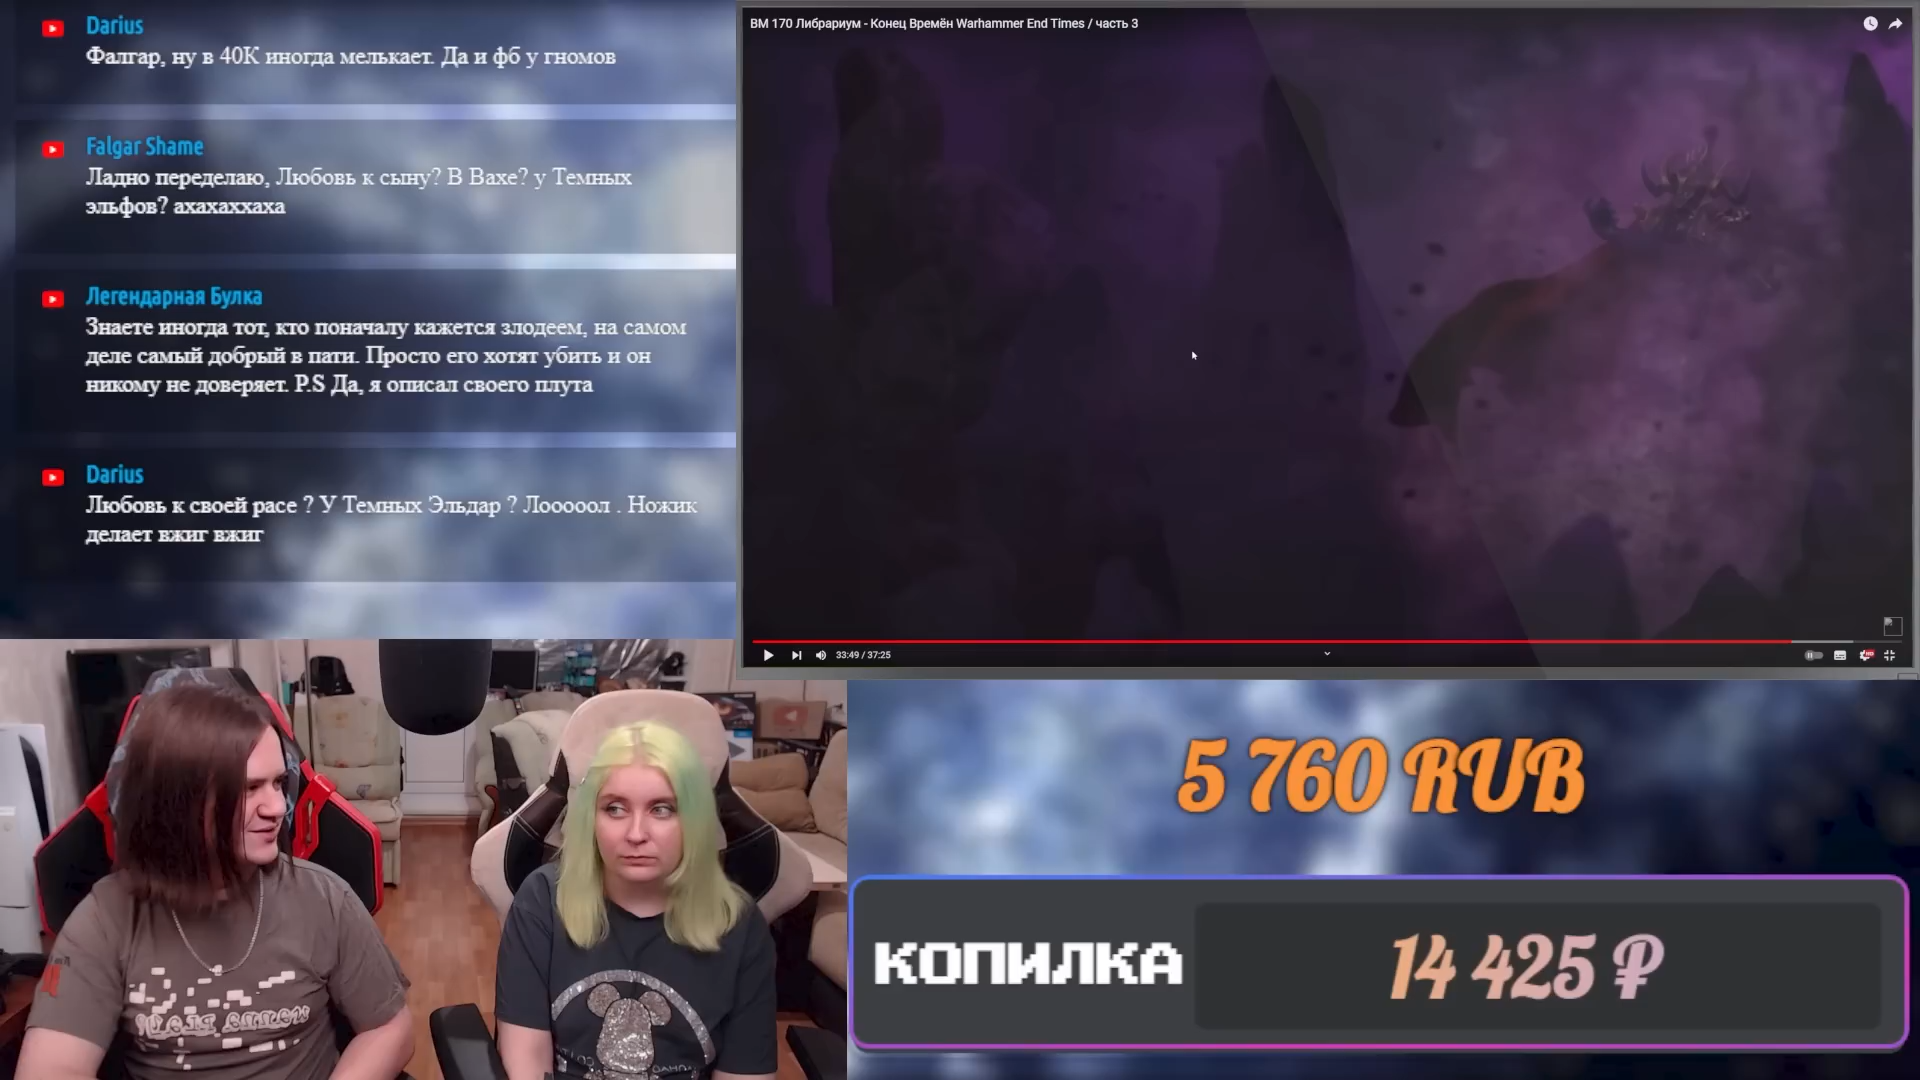 Darius
Фалгар, ну в 40К иногда мелькает. Да и фб у гномов
Falgar Shame
Ладно переделаю, Любовь к сыну? В Вахе? у Темных
эльфов? ахахаххаха
Легендарная Булка
Знаете иногда тот, кто поначалу кажется злодеем, на самом
деле самый добрый в пати. Просто его хотят убить и он
никому не доверяет. P.S Да, я описал своего плута
Darius
Любовь к своей расе ? У Темных Эльдар ? Лооооол . Ножик
делает вжиг вжиг
ВМ 170 Либрариум - Конец Времён Warhammer End Times / часть 3
33:49 / 37:25
5 760 RUB
КОПИЛКА
14 425 ₽